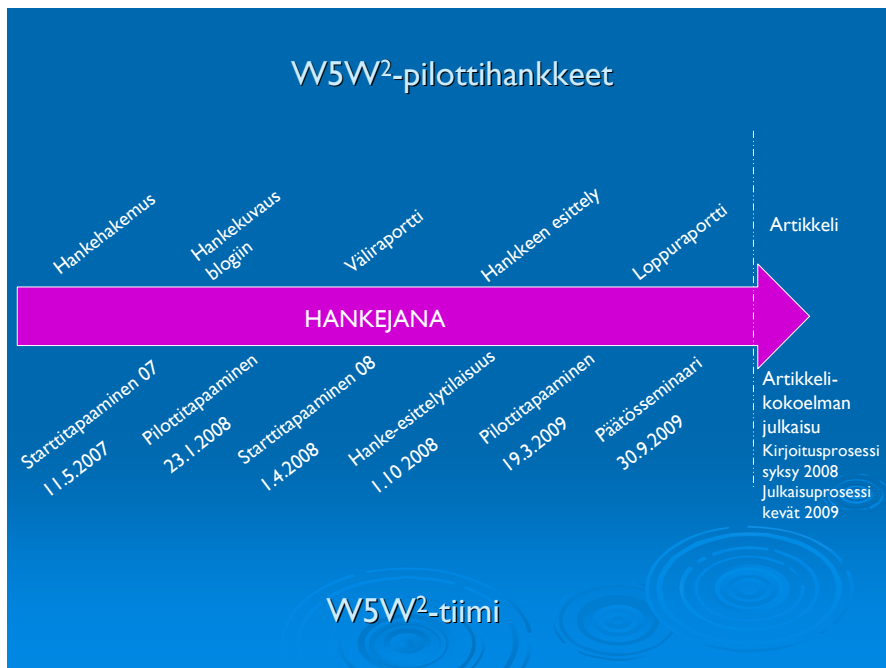 W5W²-pilottihankkeet
Hankehakemus
Hankekuvaus
blogiin
Väliraportti
Hankkeen esittely
Loppuraportti
Artikkeli
HANKEJANA
Starttitapaaminen 07
11.5.2007
Pilottitapaaminen
23.1.2008
Starttitapaaminen 08
1.4.2008
Hanke-esittelytilaisuus
1.10 2008
Pilottitapaaminen
19.3.2009
Päätösseminaari
30.9.2009
Artikkeli-
kokoelman
julkaisu
Kirjoitusprosessi
syksy 2008
Julkaisuprosessi
kevät 2009
W5W²-tiimi